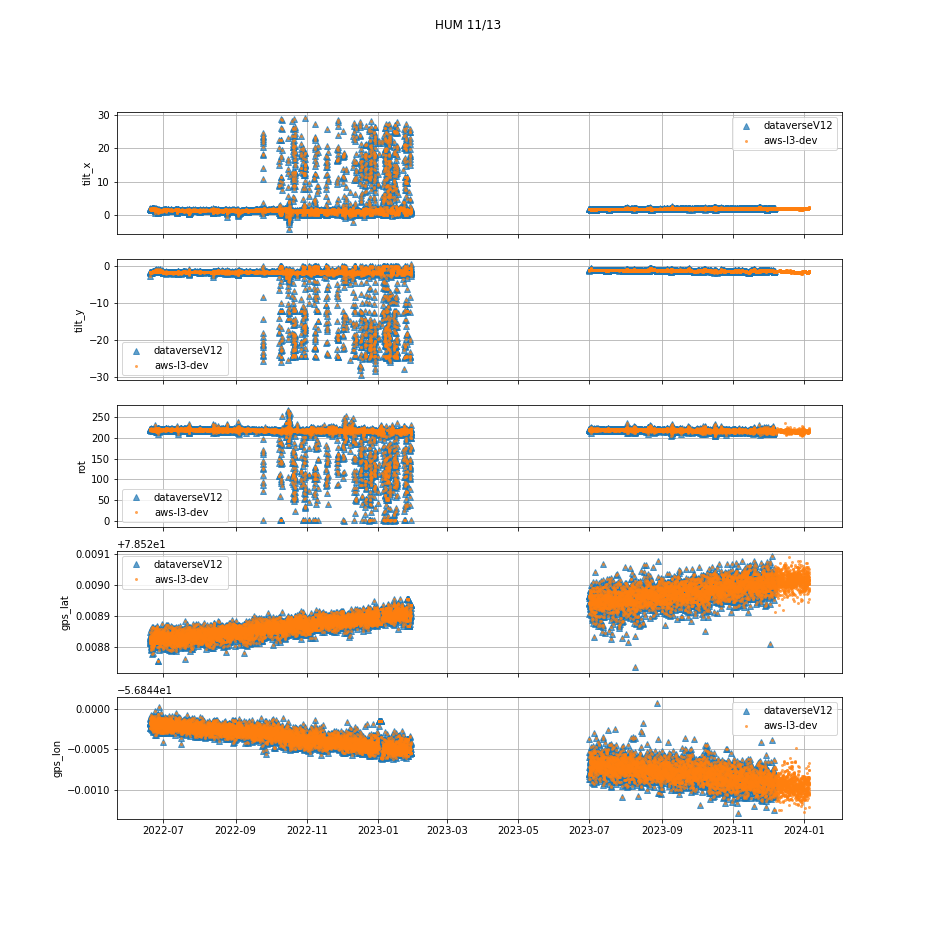 HUM 11/13
30
20
10
0
tilt_x
dataverseV12
aws-l3-dev
0
−10
−20
−30
tilt_y
dataverseV12
aws-l3-dev
250
200
150
100
50
0
rot
dataverseV12
aws-l3-dev
+7.852e1
0.0091
0.0090
0.0089
0.0088
gps_lat
dataverseV12
aws-l3-dev
−5.6844e1
0.0000
−0.0005
−0.0010
gps_lon
dataverseV12
aws-l3-dev
2022-07 2022-09 2022-11 2023-01 2023-03 2023-05 2023-07 2023-09 2023-11 2024-01